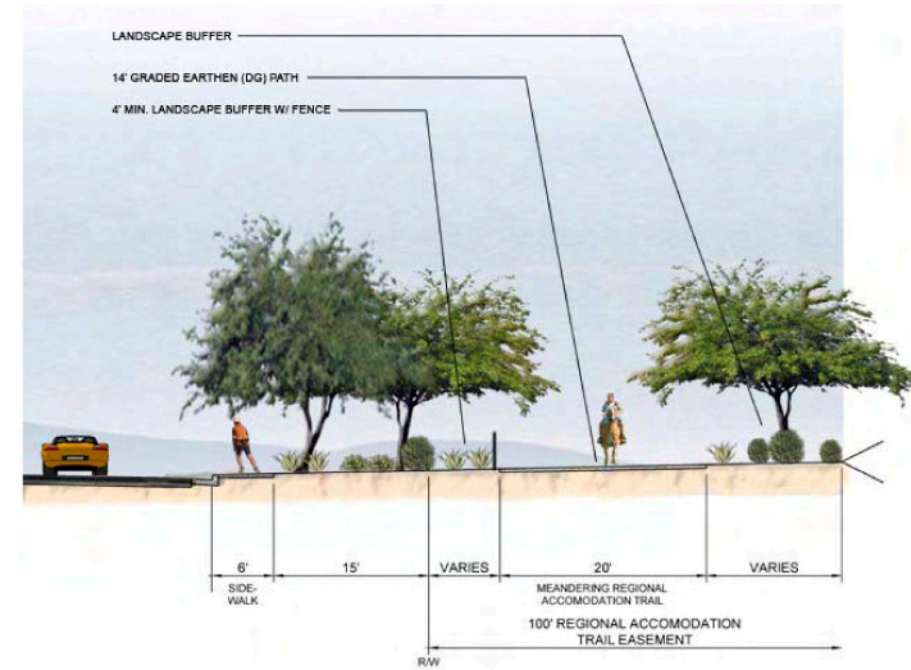 LANDSCAPE BUFFER
14' GRADED EARTHEN (DG) PATH
4' MIN. LANDSCAPE BUFFER W/ FENCE
6'
15'
VARIES
20'
VARIES
SIDE-
WALK
MEANDERING REGIONAL
ACCOMODATION TRAIL
100' REGIONAL ACCOMODATION
TRAIL EASEMENT
R/W